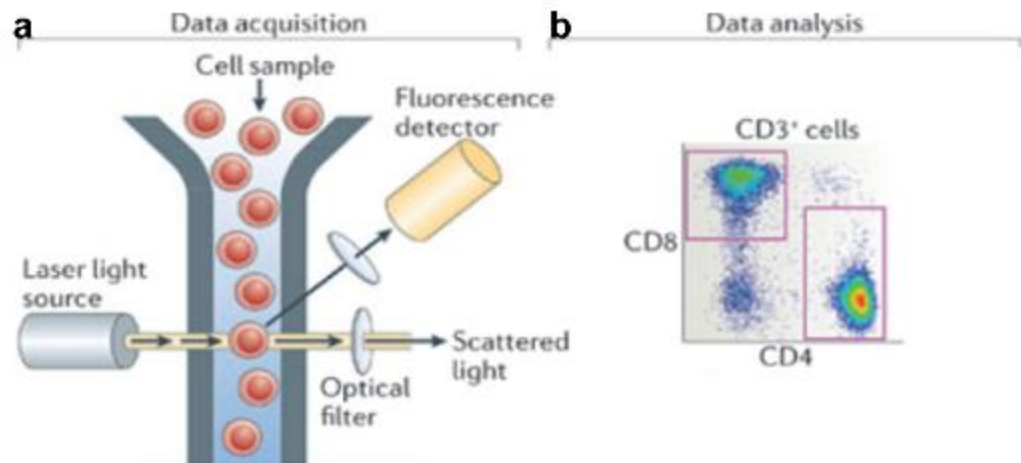 a
Data acquisition
Cell sample
Fluorescence
detector
Laser light
source
Optical
filter
Scattered
light
b
Data analysis
CD3⁺ cells
CD8
CD4